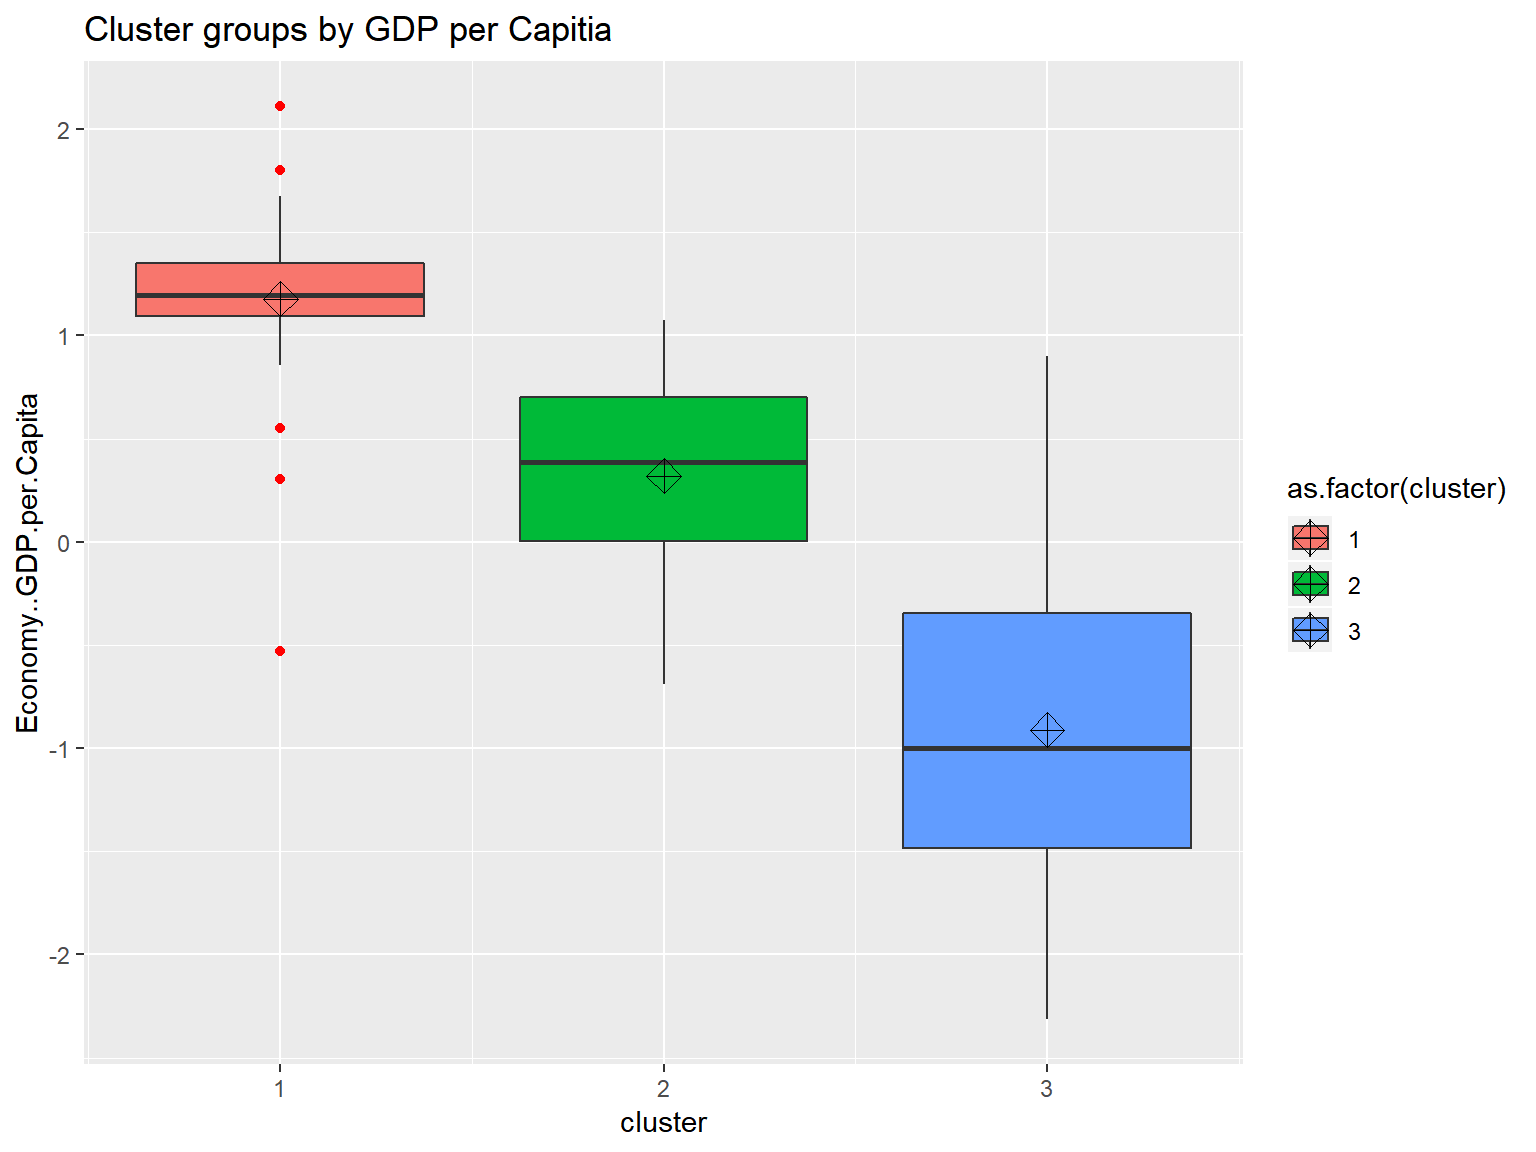 Cluster groups by GDP per Capitia
Economy..GDP.per.Capita
2
1
0
-1
-2
1
2
3
cluster
as.factor(cluster)
1
2
3